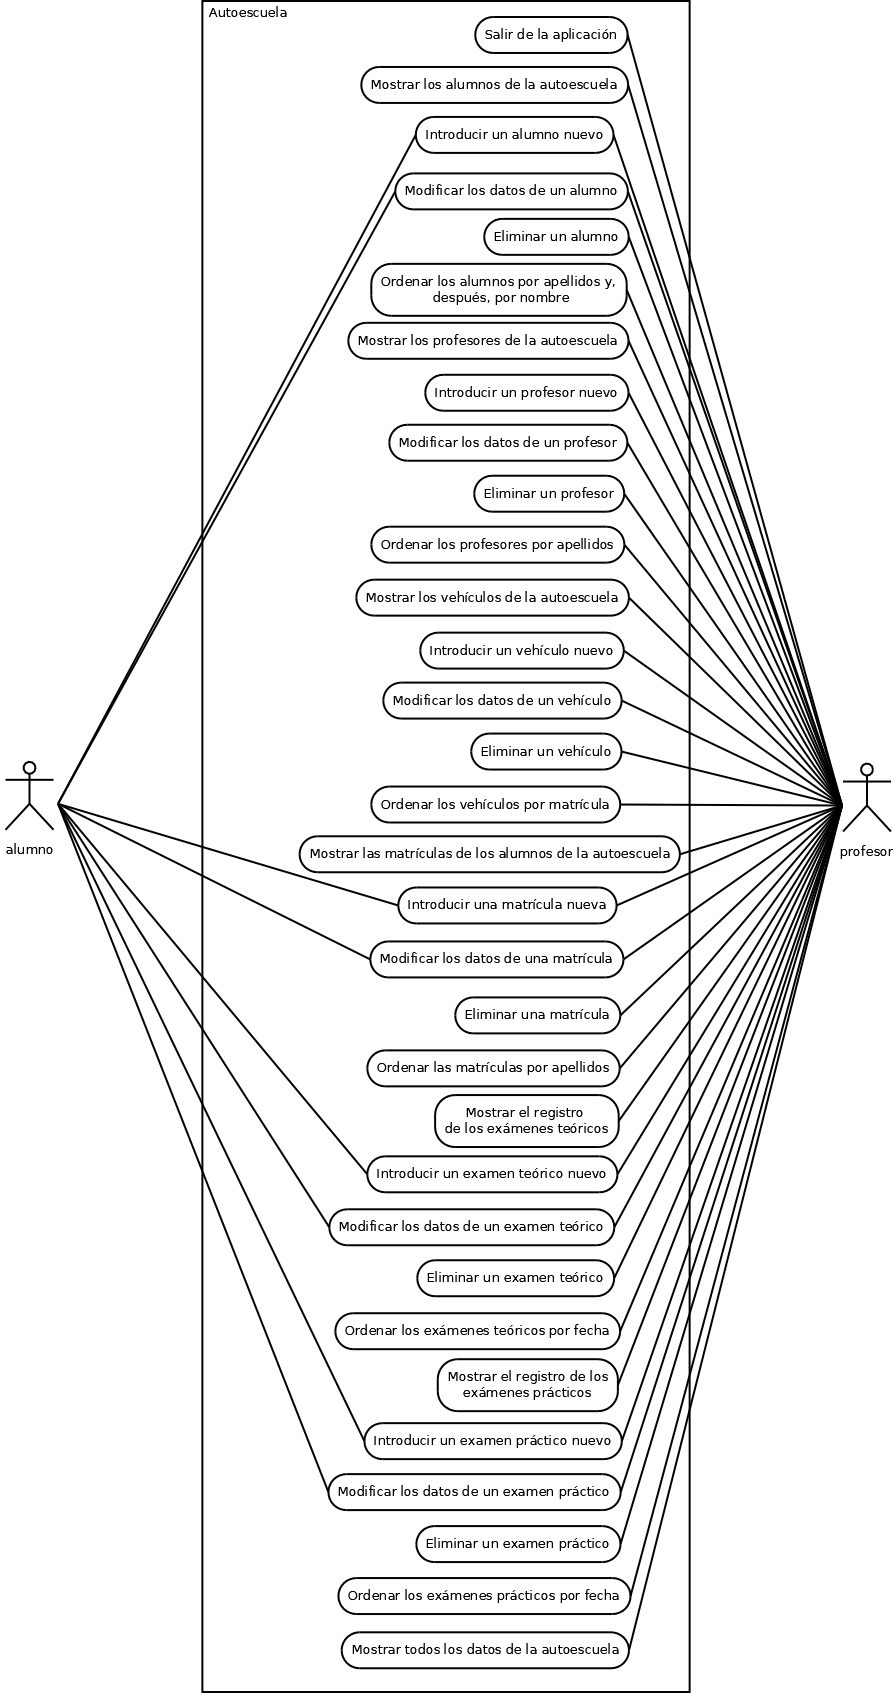 Autoescuela
Salir de la aplicación
Mostrar los alumnos de la autoescuela
Introducir un alumno nuevo
Modificar los datos de un alumno
Eliminar un alumno
Ordenar los alumnos por apellidos y,
después, por nombre
Mostrar los profesores de la autoescuela
Introducir un profesor nuevo
Modificar los datos de un profesor
Eliminar un profesor
Ordenar los profesores por apellidos
Mostrar los vehículos de la autoescuela
Introducir un vehículo nuevo
Modificar los datos de un vehículo
Eliminar un vehículo
Ordenar los vehículos por matrícula
alumno
profesor
Mostrar las matrículas de los alumnos de la autoescuela
Introducir una matrícula nueva
Modificar los datos de una matrícula
Eliminar una matrícula
Ordenar las matrículas por apellidos
Mostrar el registro
de los exámenes teóricos
Introducir un examen teórico nuevo
Modificar los datos de un examen teórico
Eliminar un examen teórico
Ordenar los exámenes teóricos por fecha
Mostrar el registro de los
exámenes prácticos
Introducir un examen práctico nuevo
Modificar los datos de un examen práctico
Eliminar un examen práctico
Ordenar los exámenes prácticos por fecha
Mostrar todos los datos de la autoescuela